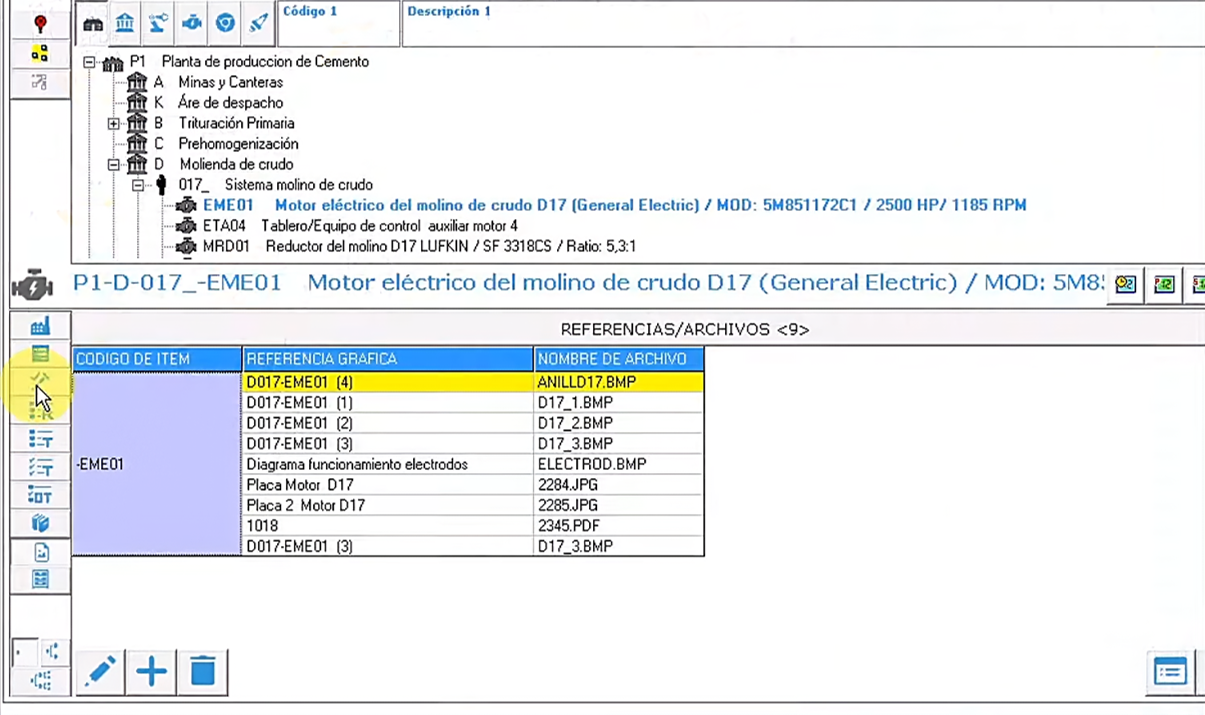 Código 1 Descripción 1
P1 Planta de produccion de Cemento
A Minas y Canteras
K Áre de despacho
B Trituración Primaria
C Prehomogenización
D Molienda de crudo
017_ Sistema molino de crudo
EME01 Motor eléctrico del molino de crudo D17 (General Electric) / MOD: 5M851172C1 / 2500 HP/ 1185 RPM
ETA04 Tablero/Equipo de control auxiliar motor 4
MRD01 Reductor del molino D17 LUFKIN / SF 3318CS / Ratio: 5,3:1
P1-D-017_-EME01 Motor eléctrico del molino de crudo D17 (General Electric) / MOD: 5M8
REFERENCIAS/ARCHIVOS <9>
CODIGO DE ITEM REFERENCIA GRAFICA NOMBRE DE ARCHIVO
D017-EME01 (4) ANILLD17.BMP
D017-EME01 (1) D17_1.BMP
D017-EME01 (2) D17_2.BMP
D017-EME01 (3) D17_3.BMP
-EME01 Diagrama funcionamiento electrodos ELECTROD.BMP
Placa Motor D17 2284.JPG
Placa 2 Motor D17 2285.JPG
1018 2345.PDF
D017-EME01 (3) D17_3.BMP